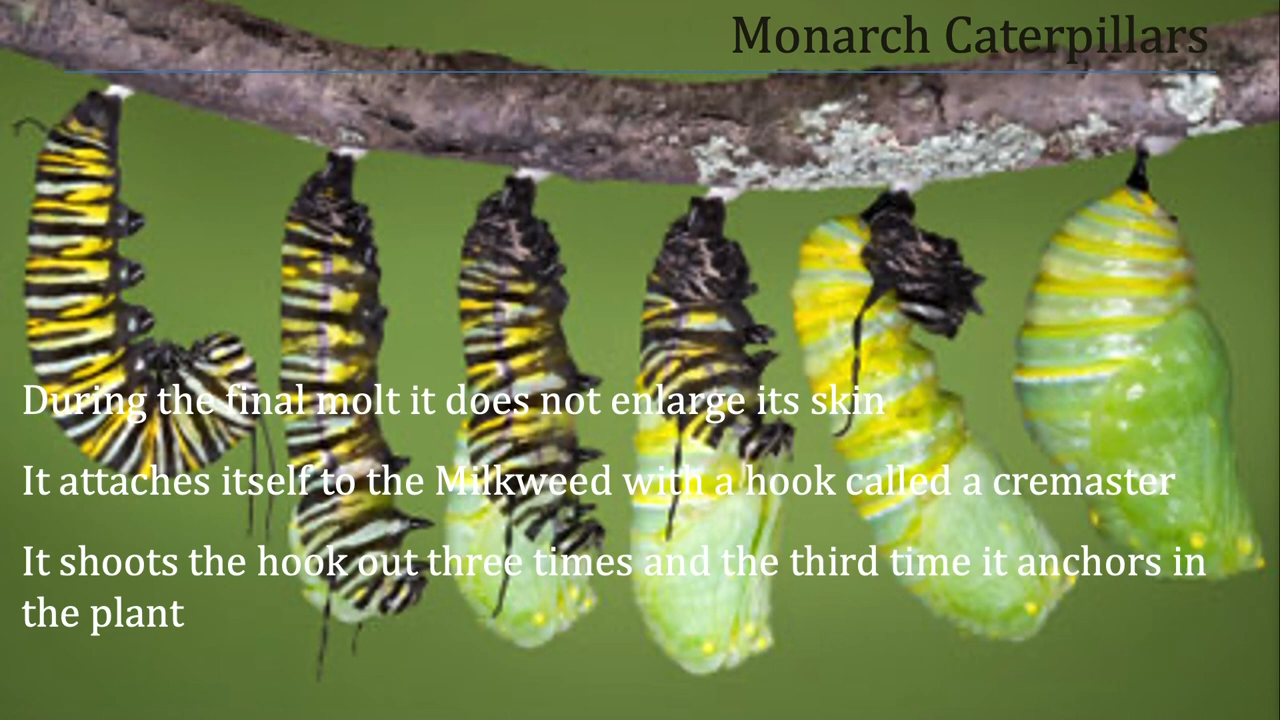 Monarch Caterpillars
During the final molt it does not enlarge its skin
It attaches itself to the Milkweed with a hook called a cremaster
It shoots the hook out three times and the third time it anchors in
the plant